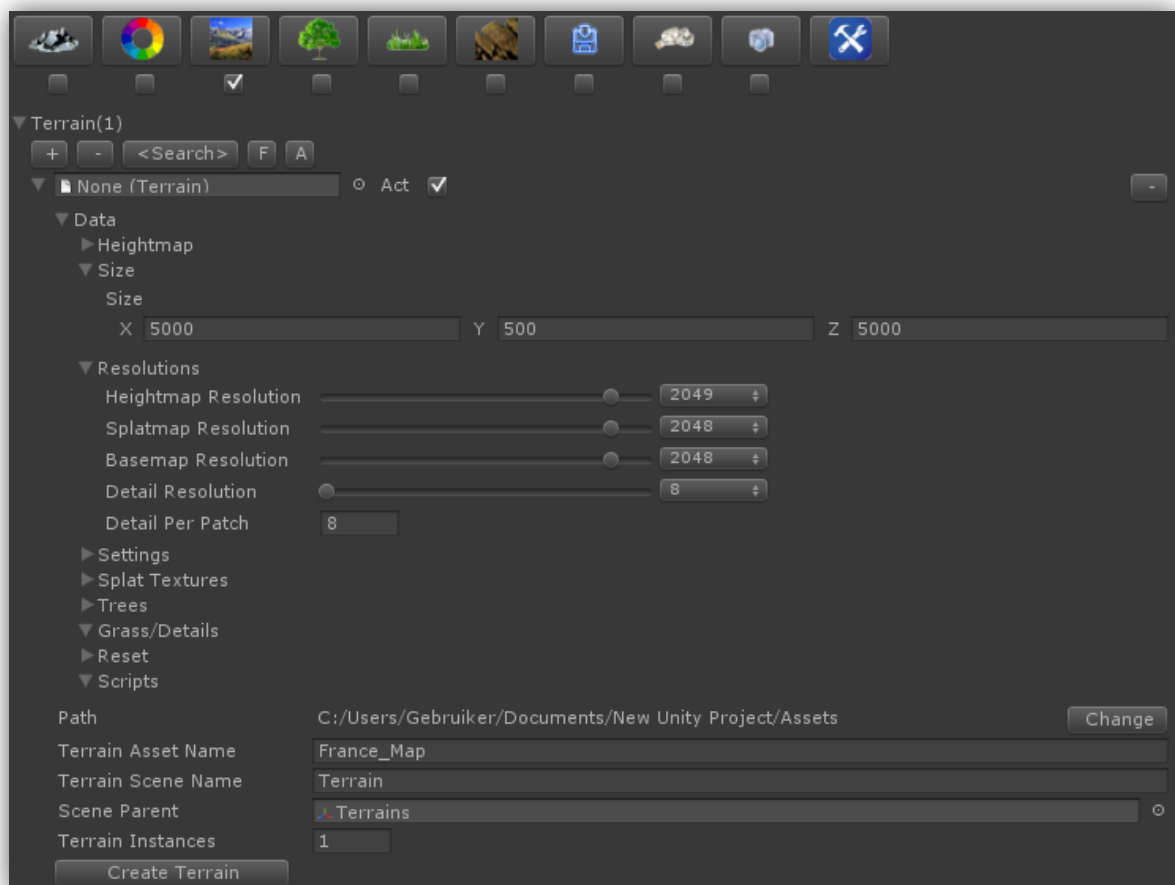 Terrain(1)
+ - <Search> F A
None (Terrain) Act -
Data
Heightmap
Size
Size
X 5000 Y 500 Z 5000
Resolutions
Heightmap Resolution 2049
Splatmap Resolution 2048
Basemap Resolution 2048
Detail Resolution 8
Detail Per Patch 8
Settings
Splat Textures
Trees
Grass/Details
Reset
Scripts
Path C:/Users/Gebruiker/Documents/New Unity Project/Assets Change
Terrain Asset Name France_Map
Terrain Scene Name Terrain
Scene Parent Terrains
Terrain Instances 1
Create Terrain